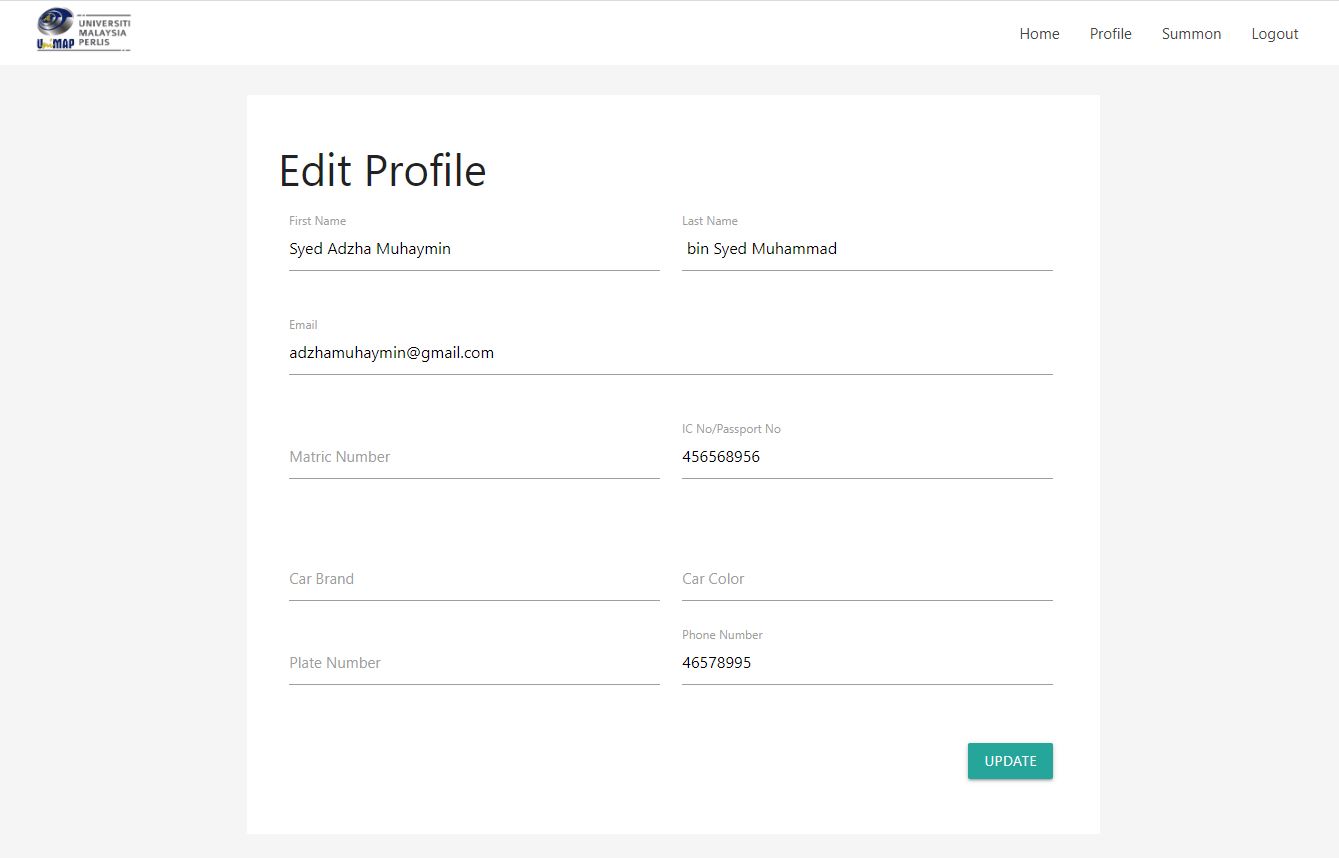 UNIVERSITI
MALAYSIA
PERLIS
UniMAP
Home Profile Summon Logout
Edit Profile
First Name Last Name
Syed Adzha Muhaymin bin Syed Muhammad
Email
adzhamuhaymin@gmail.com
IC No/Passport No
Matric Number 456568956
Car Brand Car Color
Phone Number
Plate Number 46578995
UPDATE